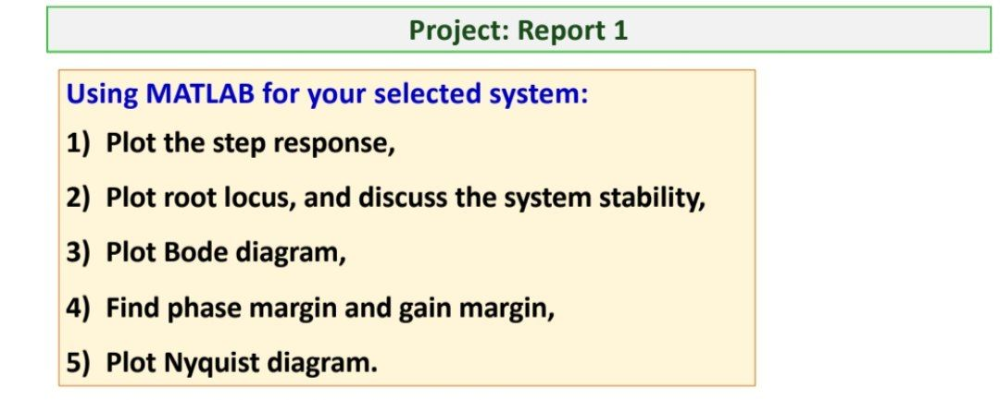 Project: Report 1
Using MATLAB for your selected system:
1) Plot the step response,
2) Plot root locus, and discuss the system stability,
3) Plot Bode diagram,
4) Find phase margin and gain margin,
5) Plot Nyquist diagram.